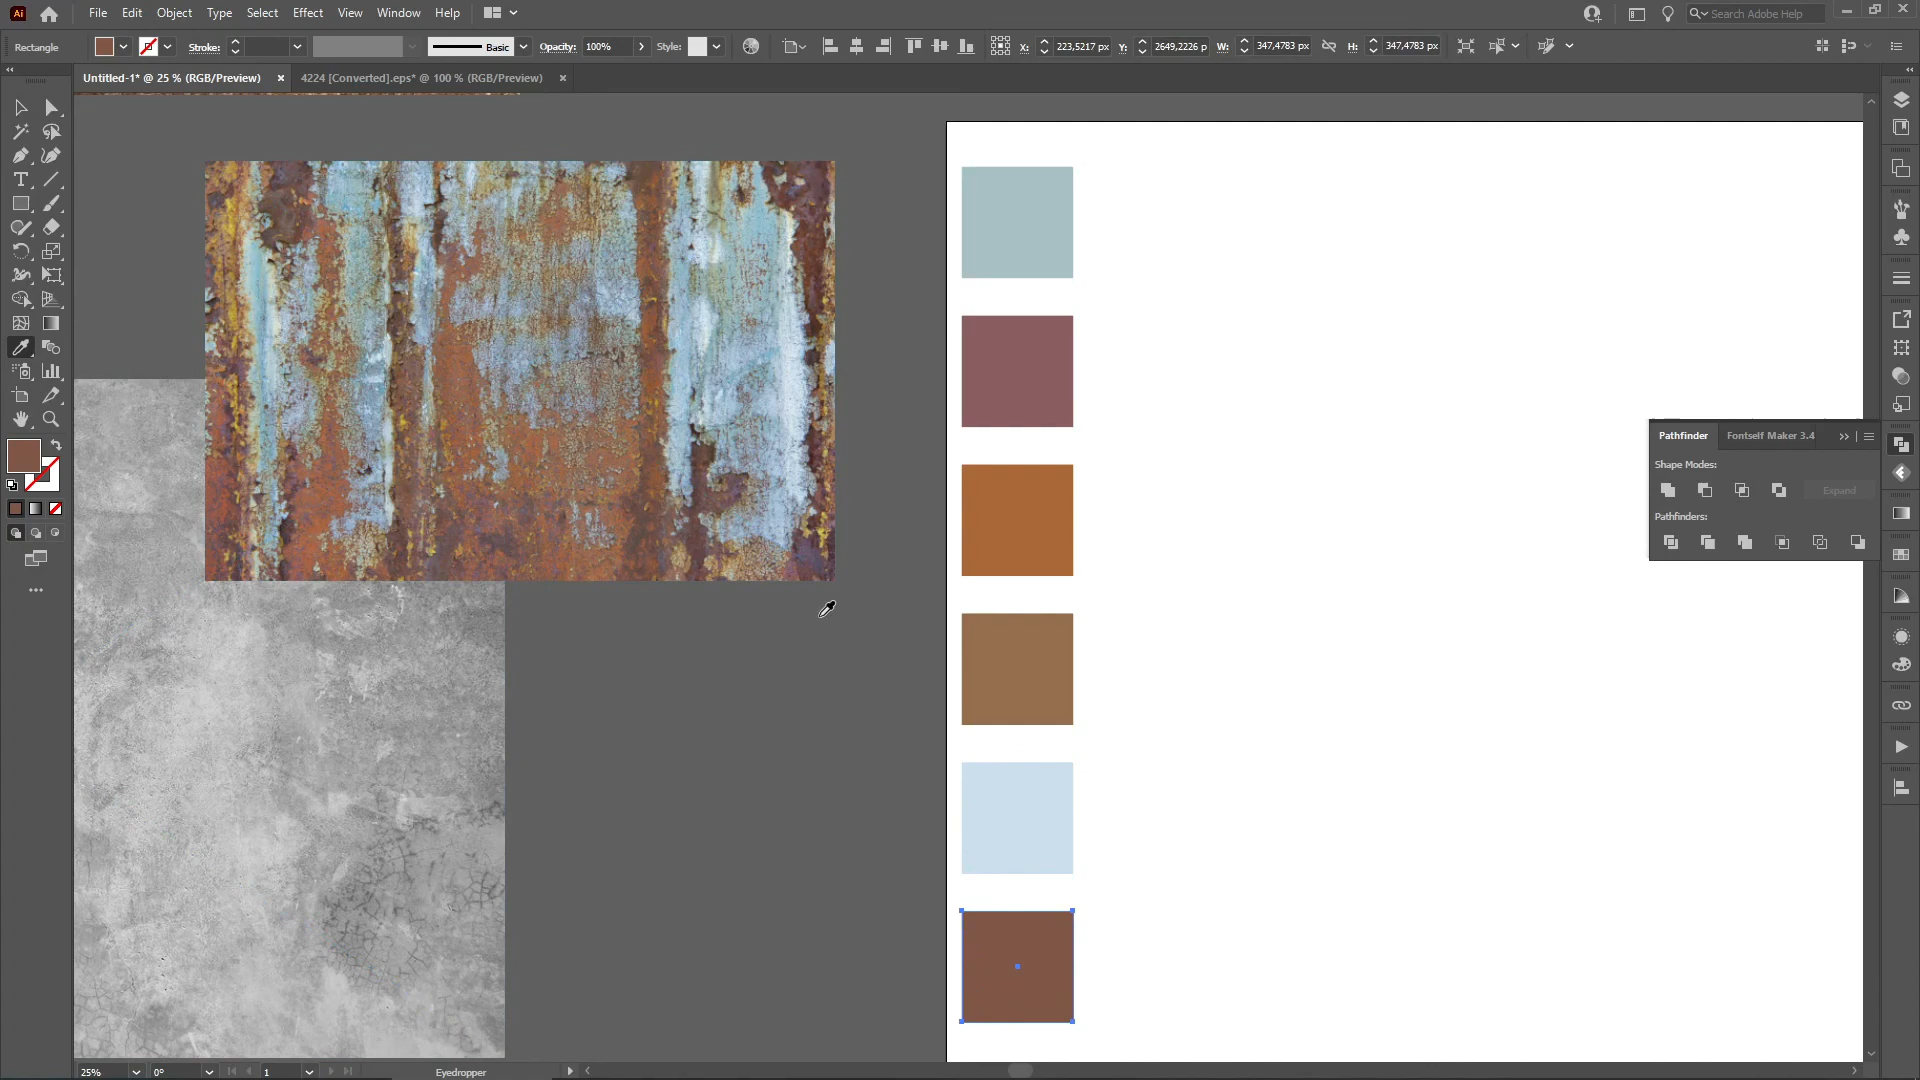 Ai File Edit Object Type Select Effect View Window Help Search Adobe Help
Rectangle Stroke: Basic Opacity: 100% Style: X: 223,5217 px Y: 2649,2226 p W: 347,4783 px H: 347,4783 px
Untitled-1* @ 25 % (RGB/Preview) 4224 [Converted].eps* @ 100 % (RGB/Preview)
Pathfinder Fontself Maker 3.4
Shape Modes:
Expand
Pathfinders:
25% 0° 1 Eyedropper